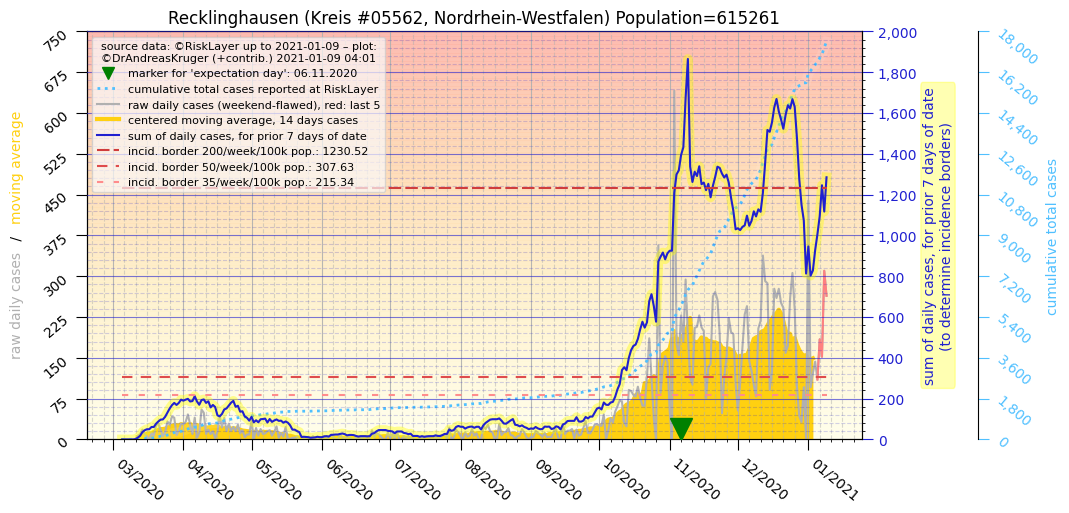 Recklinghausen (Kreis #05562, Nordrhein-Westfalen) Population=615261
source data: ©RiskLayer up to 2021-01-09 – plot:
©DrAndreasKruger (+contrib.) 2021-01-09 04:01
marker for 'expectation day': 06.11.2020
cumulative total cases reported at RiskLayer
raw daily cases (weekend-flawed), red: last 5
centered moving average, 14 days cases
sum of daily cases, for prior 7 days of date
incid. border 200/week/100k pop.: 1230.52
incid. border 50/week/100k pop.: 307.63
incid. border 35/week/100k pop.: 215.34
raw daily cases / moving average
750
675
600
525
450
375
300
225
150
75
0
03/2020
04/2020
05/2020
06/2020
07/2020
08/2020
09/2020
10/2020
11/2020
12/2020
01/2021
2,000
1,800
1,600
1,400
1,200
1,000
800
600
400
200
0
sum of daily cases, for prior 7 days of date
(to determine incidence borders)
18,000
16,200
14,400
12,600
10,800
9,000
7,200
5,400
3,600
1,800
0
cumulative total cases